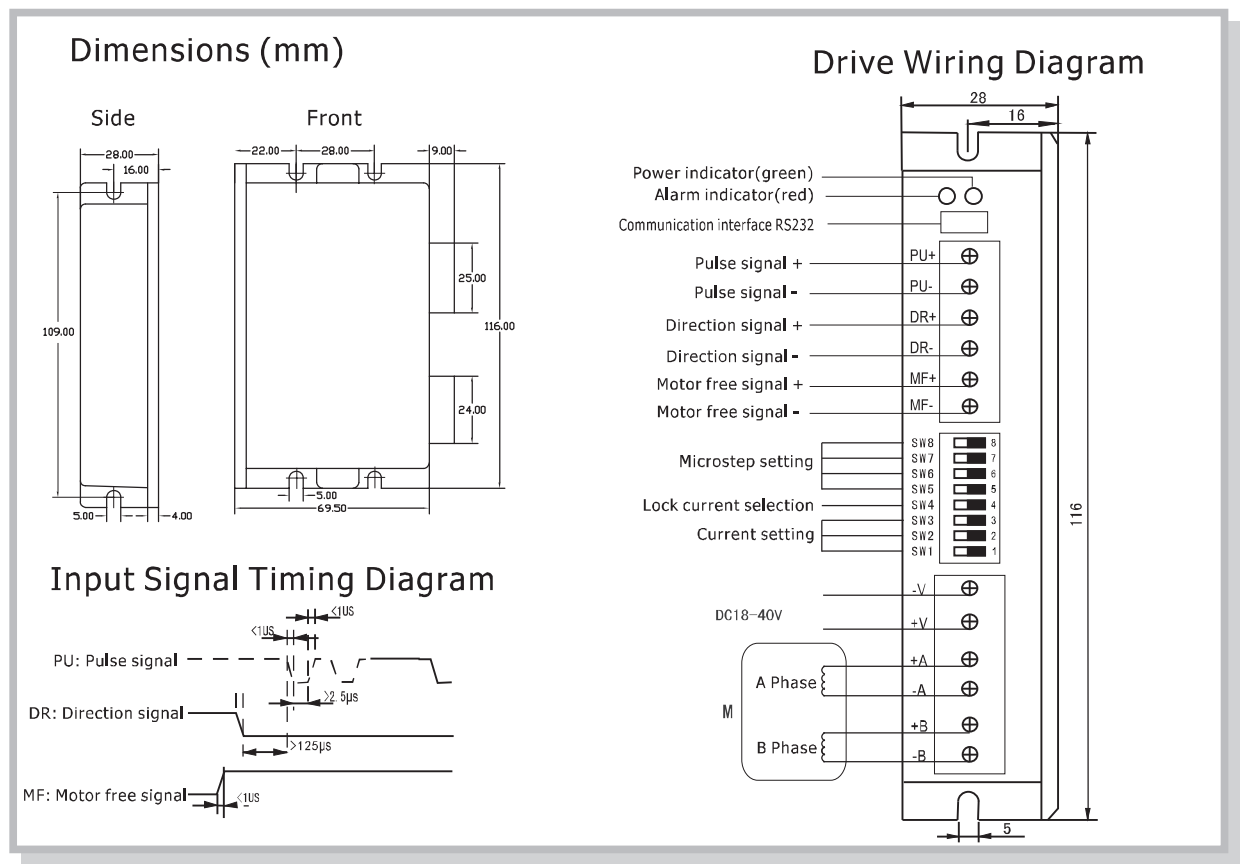 Dimensions (mm)
Side
Front
28.00
16.00
109.00
5.00
4.00
22.00
28.00
9.00
25.00
116.00
24.00
5.00
69.50
Input Signal Timing Diagram
<1US
<1US
PU: Pulse signal
>2.5μs
DR: Direction signal
>125μs
MF: Motor free signal
<1US
Drive Wiring Diagram
28
16
Power indicator(green)
Alarm indicator(red)
Communication interface RS232
Pulse signal + PU+
Pulse signal - PU-
Direction signal + DR+
Direction signal - DR-
Motor free signal + MF+
Motor free signal - MF-
SW8 8
SW7 7
Microstep setting
SW6 6
SW5 5
Lock current selection SW4 4
SW3 3
Current setting SW2 2
SW1 1
116
-V
DC18-40V
+V
+A
A Phase
-A
M
+B
B Phase
-B
5